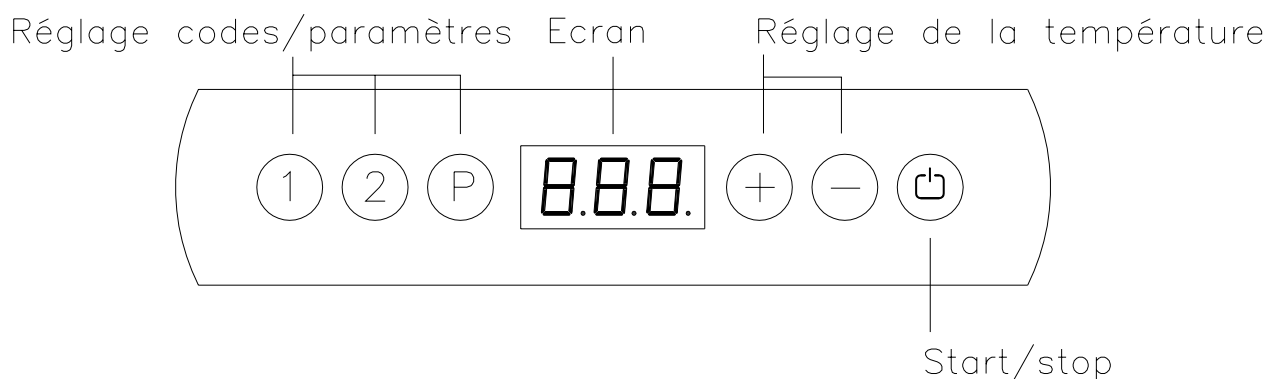 Réglage codes/paramètres Ecran Réglage de la température
1 2 P 8.8.8. + −
Start/stop